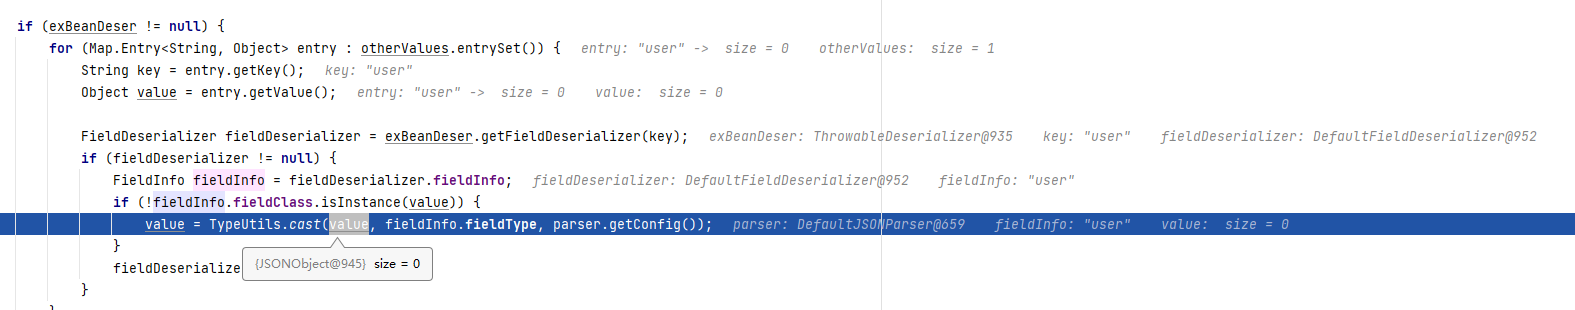 if (exBeanDeser != null) {
for (Map.Entry<String, Object> entry : otherValues.entrySet()) { entry: "user" -> size = 0 otherValues: size = 1
String key = entry.getKey(); key: "user"
Object value = entry.getValue(); entry: "user" -> size = 0 value: size = 0
FieldDeserializer fieldDeserializer = exBeanDeser.getFieldDeserializer(key); exBeanDeser: ThrowableDeserializer@935 key: "user" fieldDeserializer: DefaultFieldDeserializer@952
if (fieldDeserializer != null) {
FieldInfo fieldInfo = fieldDeserializer.fieldInfo; fieldDeserializer: DefaultFieldDeserializer@952 fieldInfo: "user"
if (!fieldInfo.fieldClass.isInstance(value)) {
value = TypeUtils.cast(value, fieldInfo.fieldType, parser.getConfig()); parser: DefaultJSONParser@659 fieldInfo: "user" value: size = 0
}
fieldDeserialize
{JSONObject@945} size = 0
}